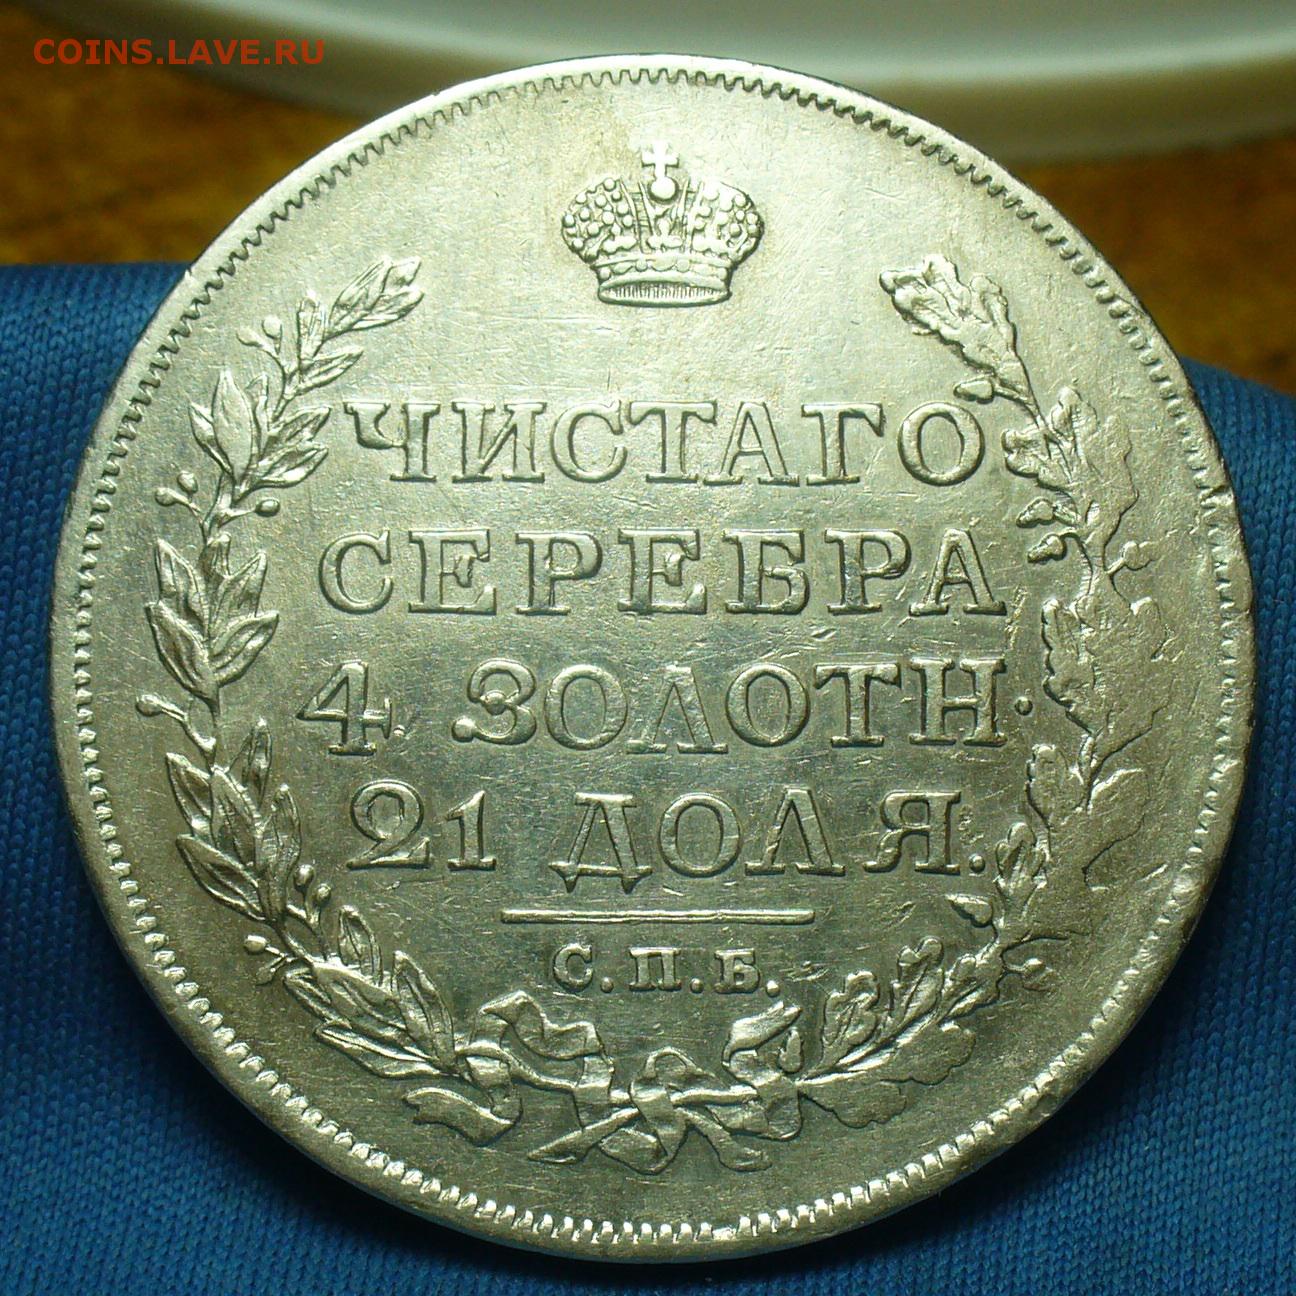 COINS.LAVE.RU
ЧИСТАГО
СЕРЕБРА
4 ЗОЛОТН.
21 ДОЛЯ.
С.П.Б.